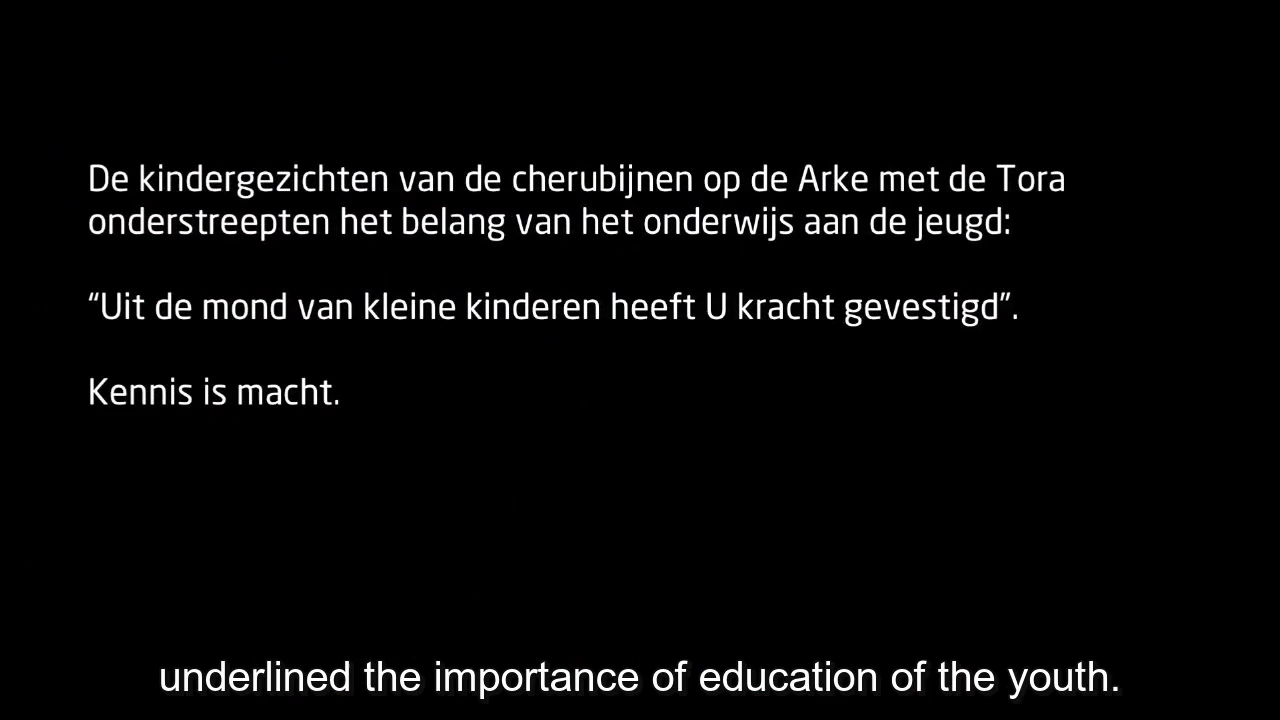 De kindergezichten van de cherubijnen op de Arke met de Tora
onderstreepten het belang van het onderwijs aan de jeugd:
“Uit de mond van kleine kinderen heeft U kracht gevestigd”.
Kennis is macht.
underlined the importance of education of the youth.